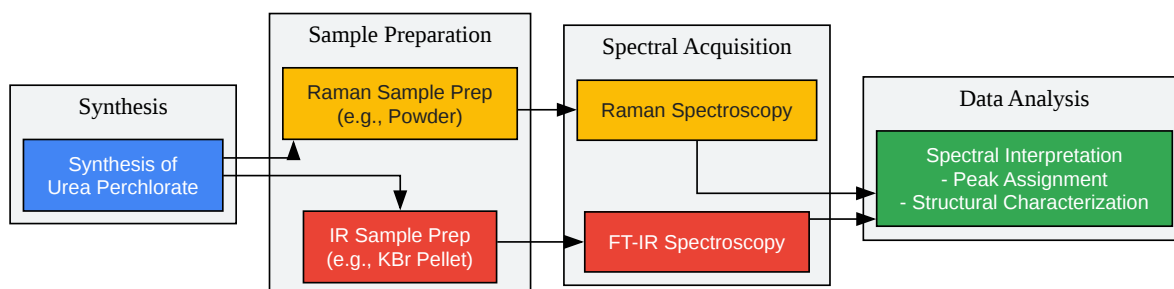 Synthesis
Synthesis of
Urea Perchlorate
Sample Preparation
Raman Sample Prep
(e.g., Powder)
IR Sample Prep
(e.g., KBr Pellet)
Spectral Acquisition
Raman Spectroscopy
FT-IR Spectroscopy
Data Analysis
Spectral Interpretation
- Peak Assignment
- Structural Characterization